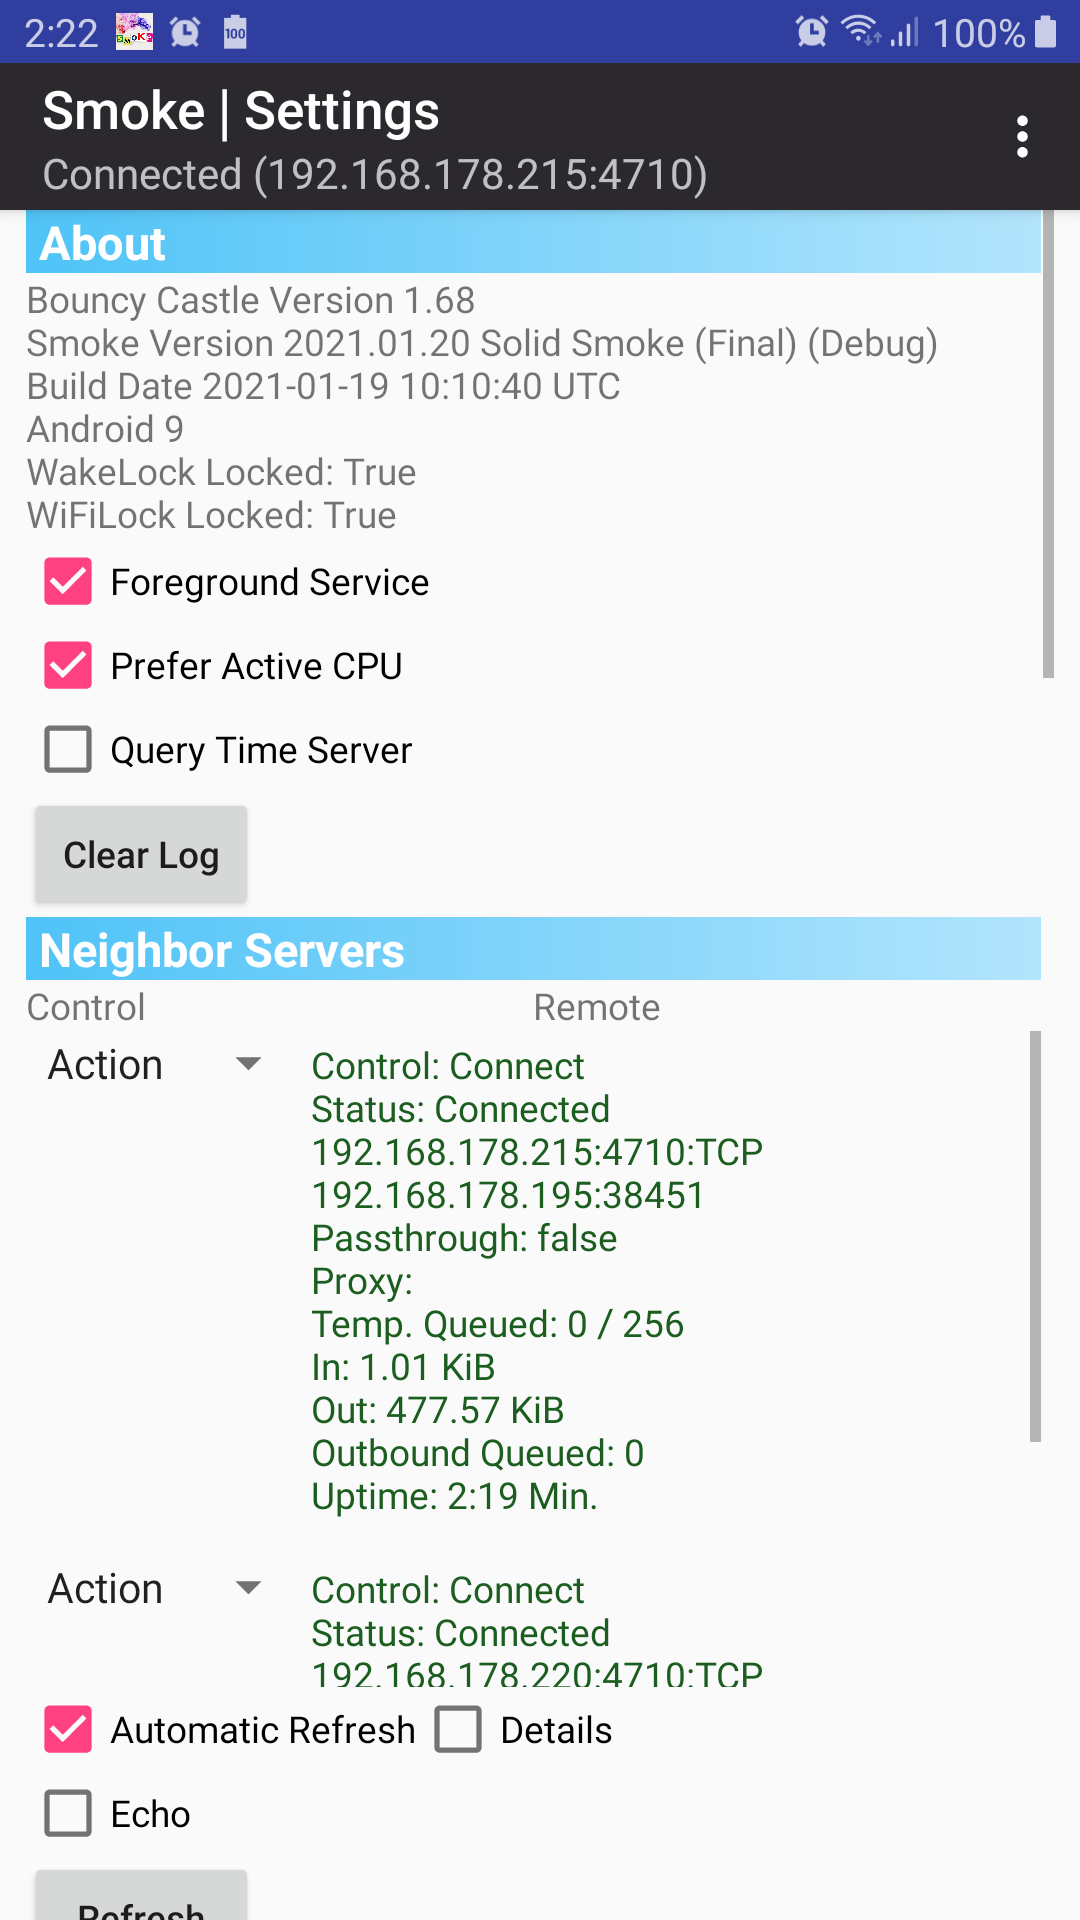 2:22 100 100%
Smoke | Settings
Connected (192.168.178.215:4710)
About
Bouncy Castle Version 1.68
Smoke Version 2021.01.20 Solid Smoke (Final) (Debug)
Build Date 2021-01-19 10:10:40 UTC
Android 9
WakeLock Locked: True
WiFiLock Locked: True
Foreground Service
Prefer Active CPU
Query Time Server
Clear Log
Neighbor Servers
Control Remote
Action
Control: Connect
Status: Connected
192.168.178.215:4710:TCP
192.168.178.195:38451
Passthrough: false
Proxy:
Temp. Queued: 0 / 256
In: 1.01 KiB
Out: 477.57 KiB
Outbound Queued: 0
Uptime: 2:19 Min.
Action
Control: Connect
Status: Connected
192.168.178.220:4710:TCP
Automatic Refresh Details
Echo
Refresh